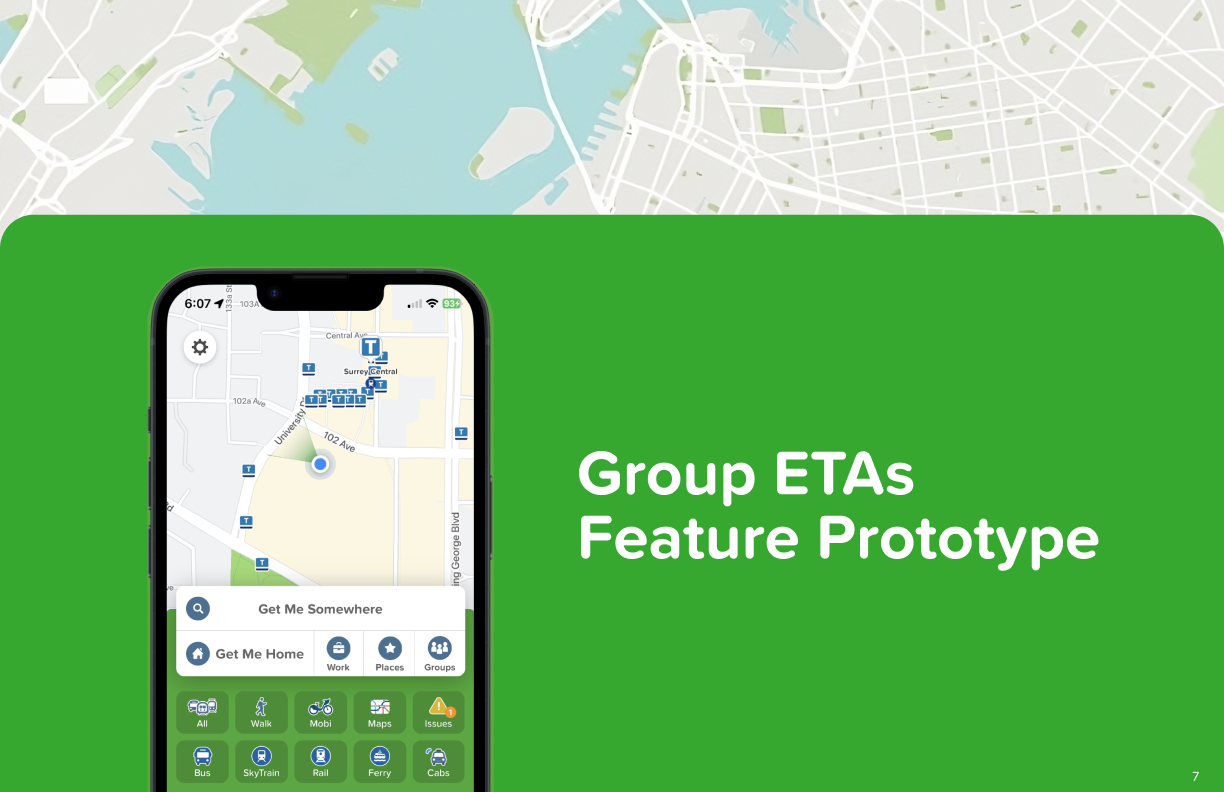 6:07
93
133a St
103A
Central Ave
T
Surrey Central
102a Ave
University
102 Ave
ing George Blvd
Get Me Somewhere
Get Me Home
Work
Places
Groups
All
Walk
Mobi
Maps
Issues
1
Bus
SkyTrain
Rail
Ferry
Cabs
Group ETAs
Feature Prototype
7